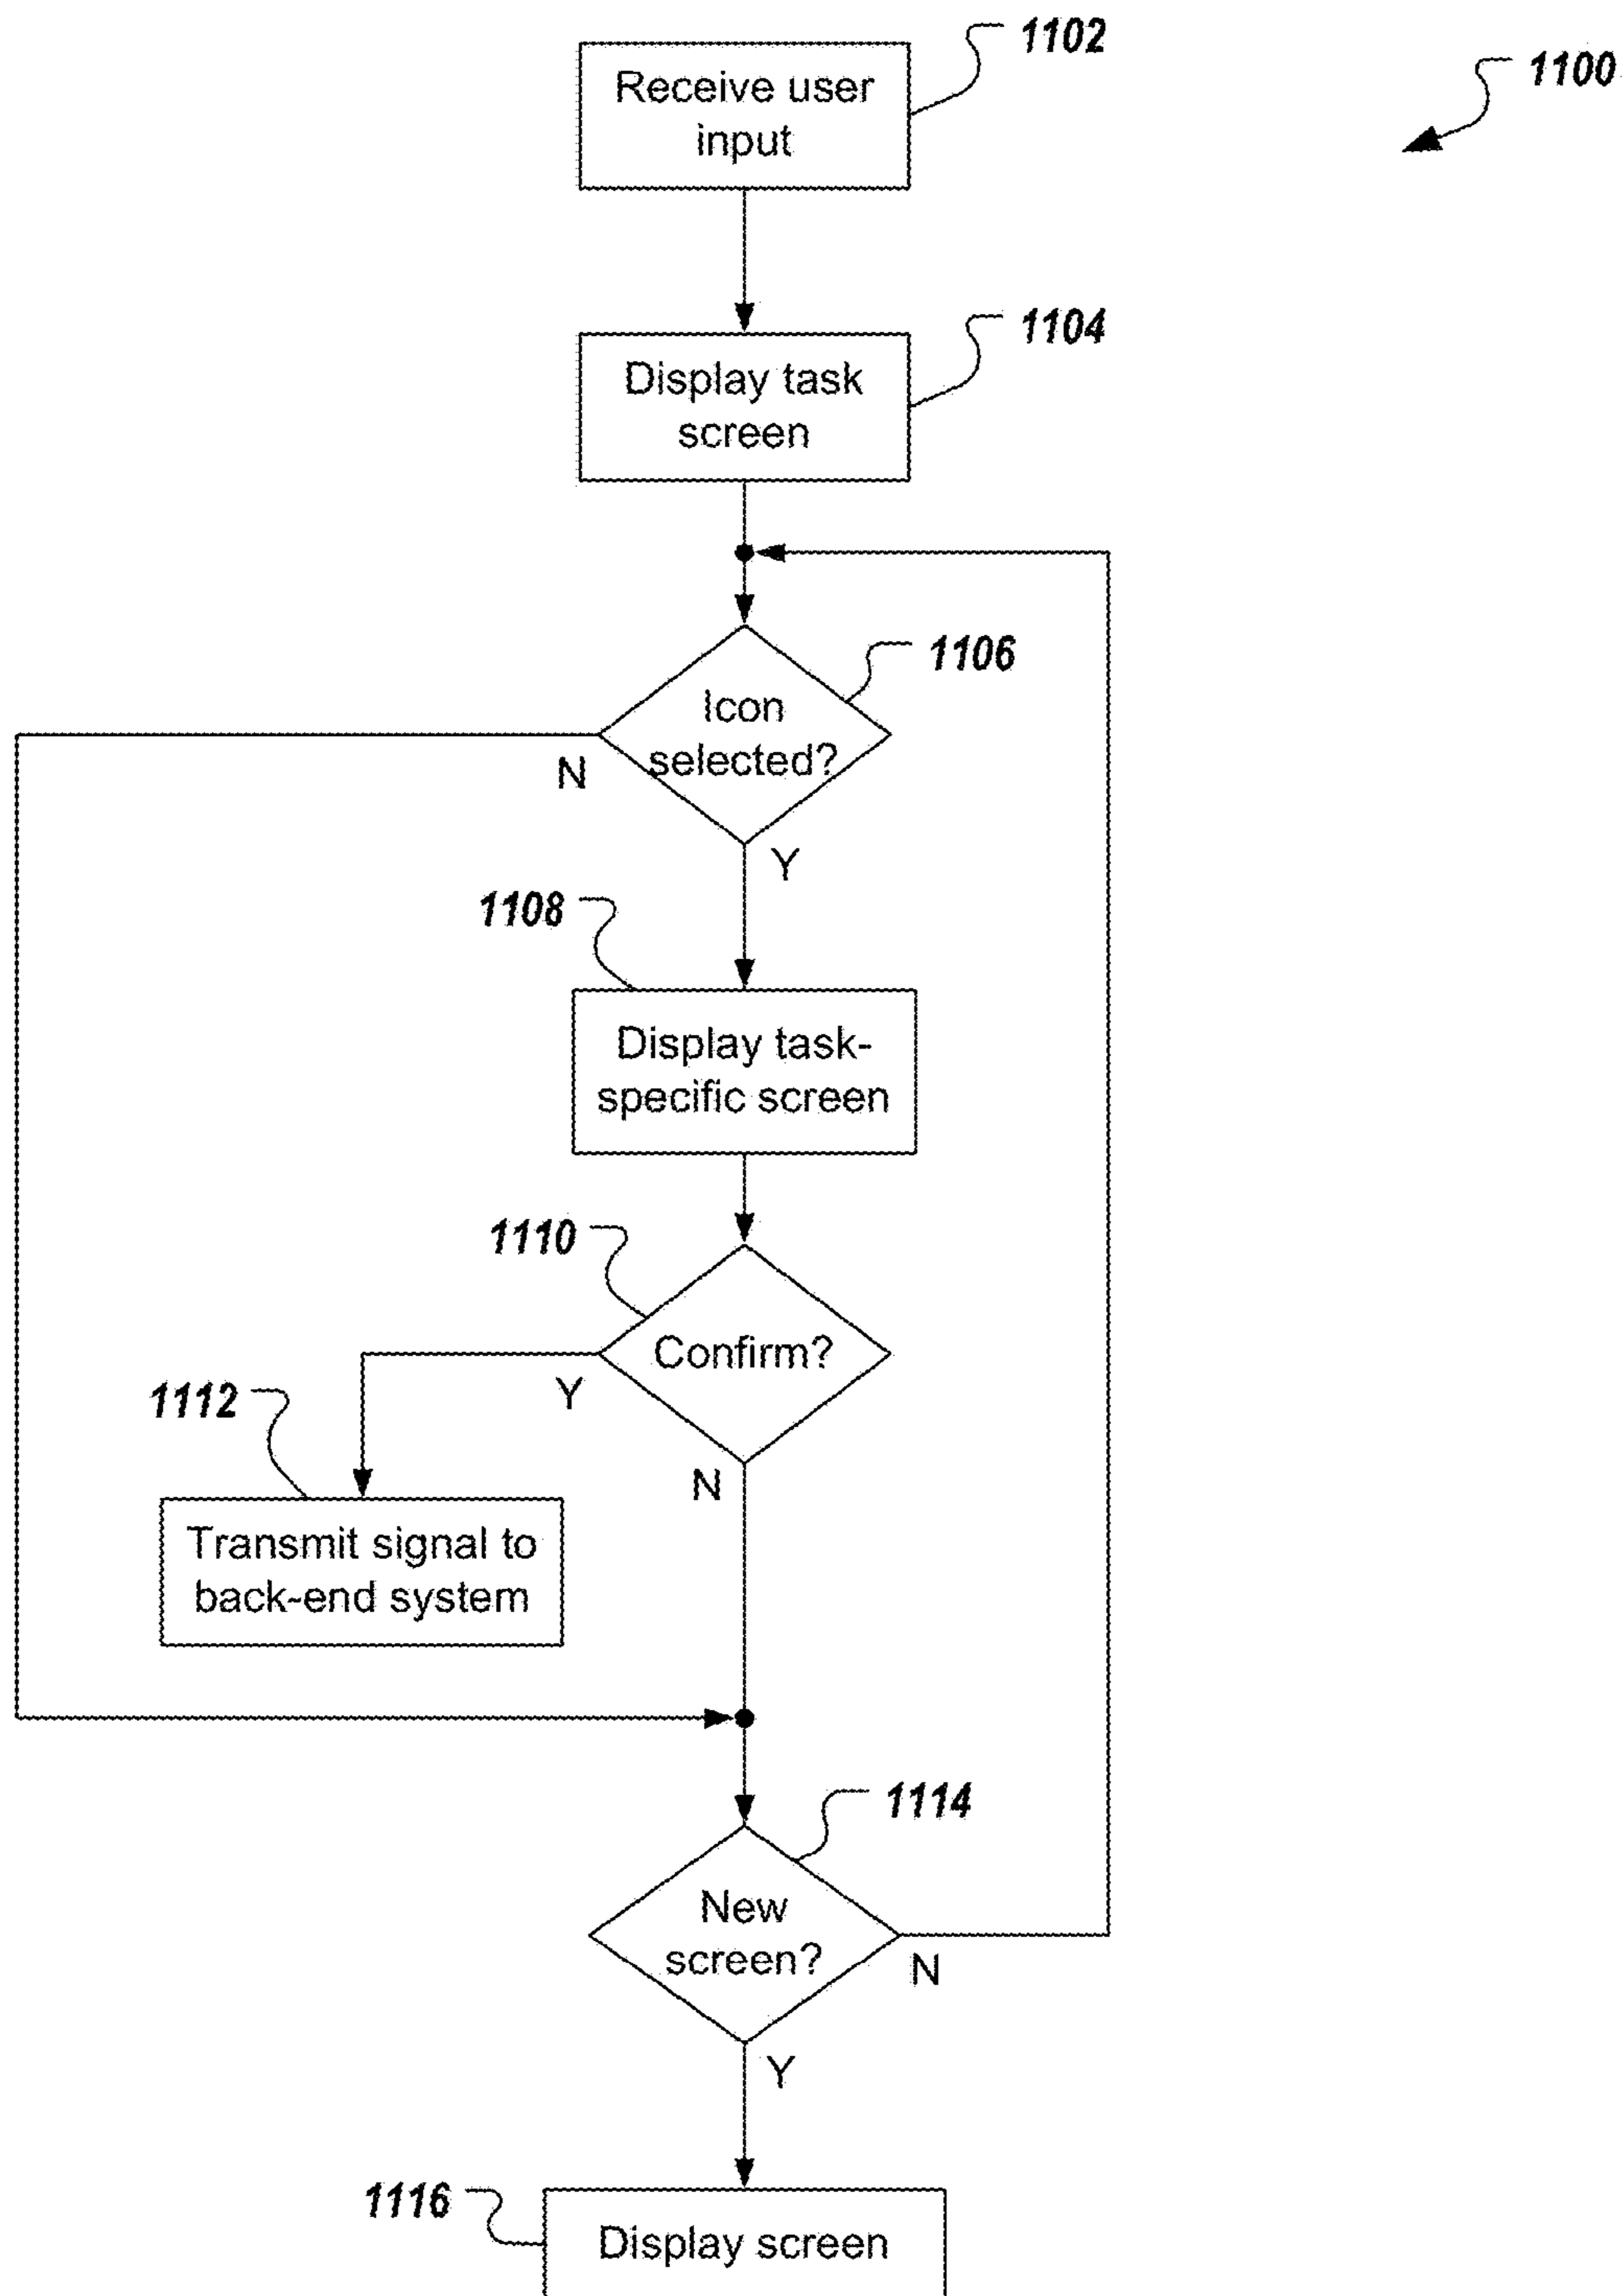 1102
1100
Receive user
input
1104
Display task
screen
1106
Icon
selected?
N
Y
1108
Display task-
specific screen
1110
Confirm?
Y
1112
N
Transmit signal to
back-end system
1114
New
screen?
N
Y
1116
Display screen